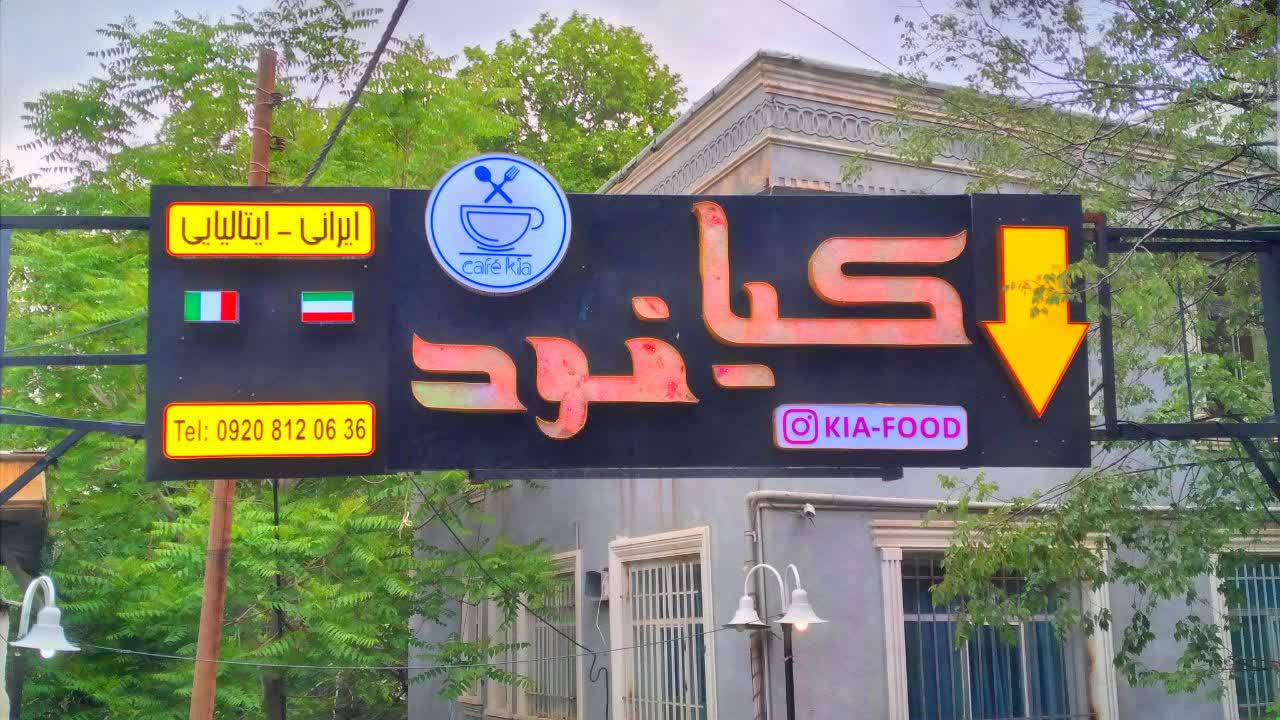 ایرانی - ایتالیایی
café kia
کیا فود
Tel: 0920 812 06 36
KIA-FOOD